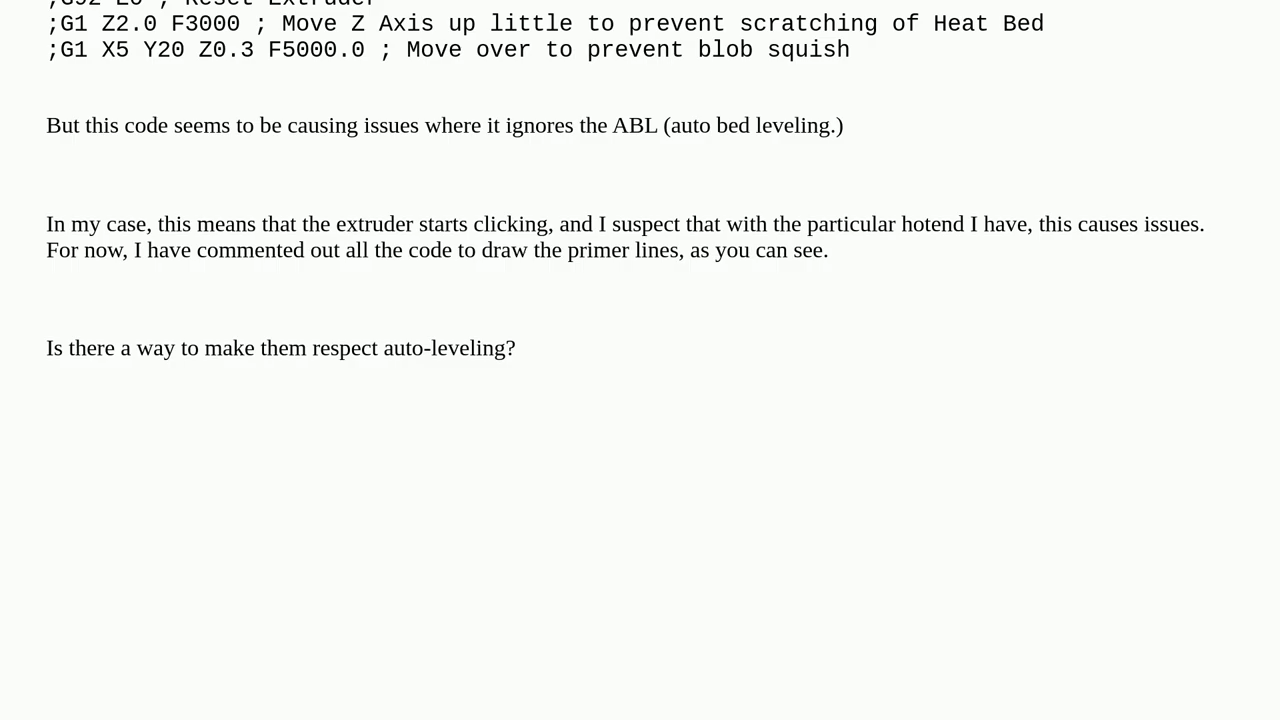 ;G92 E0 ; Reset Extruder
;G1 Z2.0 F3000 ; Move Z Axis up little to prevent scratching of Heat Bed
;G1 X5 Y20 Z0.3 F5000.0 ; Move over to prevent blob squish
But this code seems to be causing issues where it ignores the ABL (auto bed leveling.)
In my case, this means that the extruder starts clicking, and I suspect that with the particular hotend I have, this causes issues.
For now, I have commented out all the code to draw the primer lines, as you can see.
Is there a way to make them respect auto-leveling?